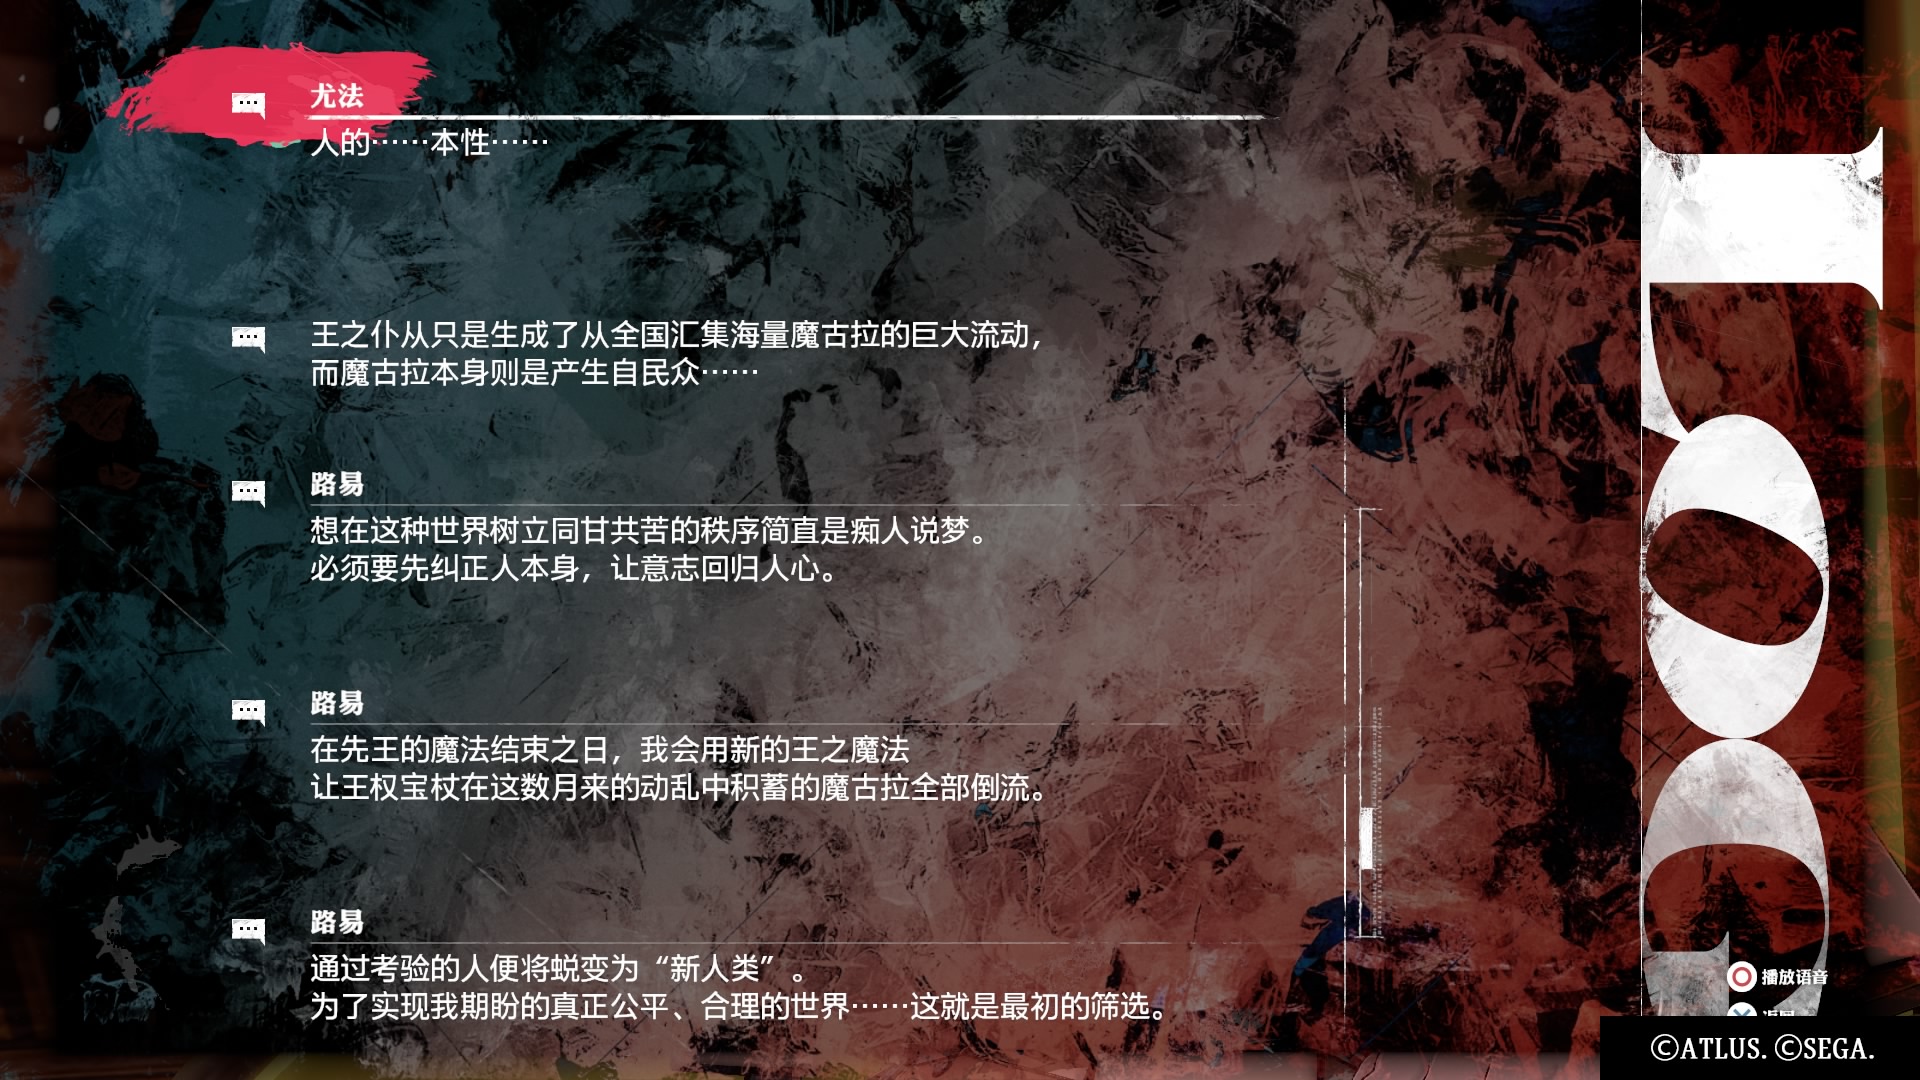 尤法
人的……本性……
王之仆从只是生成了从全国汇集海量魔古拉的巨大流动，
而魔古拉本身则是产生自民众……
路易
想在这种世界树立同甘共苦的秩序简直是痴人说梦。
必须要先纠正人本身，让意志回归人心。
路易
在先王的魔法结束之日，我会用新的王之魔法
让王权宝杖在这数月来的动乱中积蓄的魔古拉全部倒流。
路易
通过考验的人便将蜕变为“新人类”。
为了实现我期盼的真正公平、合理的世界……这就是最初的筛选。
LOG
播放语音
©ATLUS. ©SEGA.